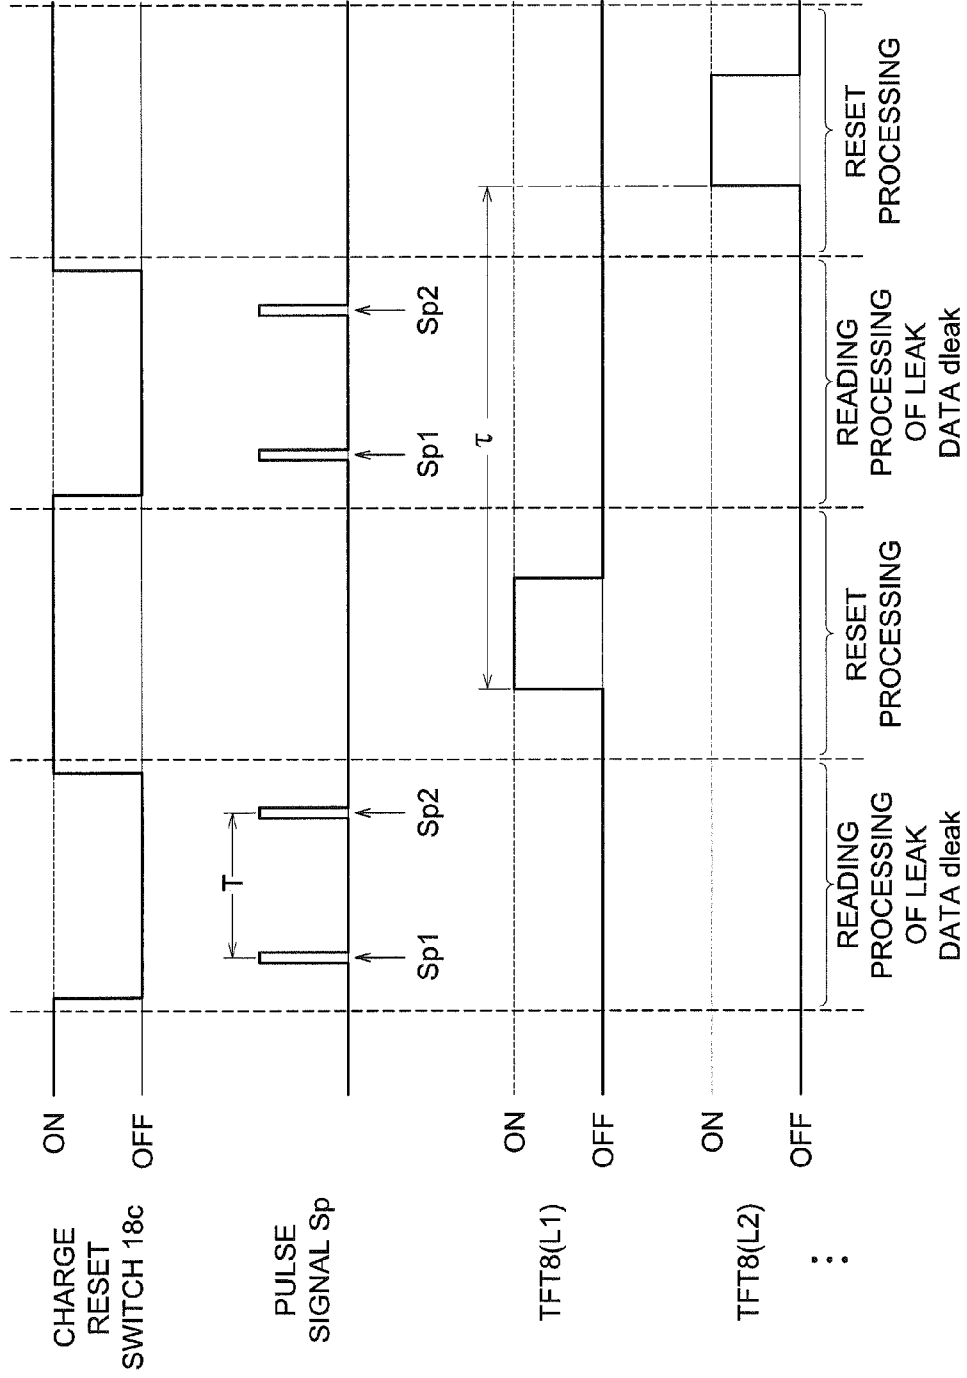 CHARGE
RESET
SWITCH 18c
ON
OFF
PULSE
SIGNAL Sp
T
Sp1
Sp2
Sp1
Sp2
TFT8(L1)
ON
OFF
τ
TFT8(L2)
ON
OFF
⋮
READING
PROCESSING
OF LEAK
DATA dleak
RESET
PROCESSING
READING
PROCESSING
OF LEAK
DATA dleak
RESET
PROCESSING